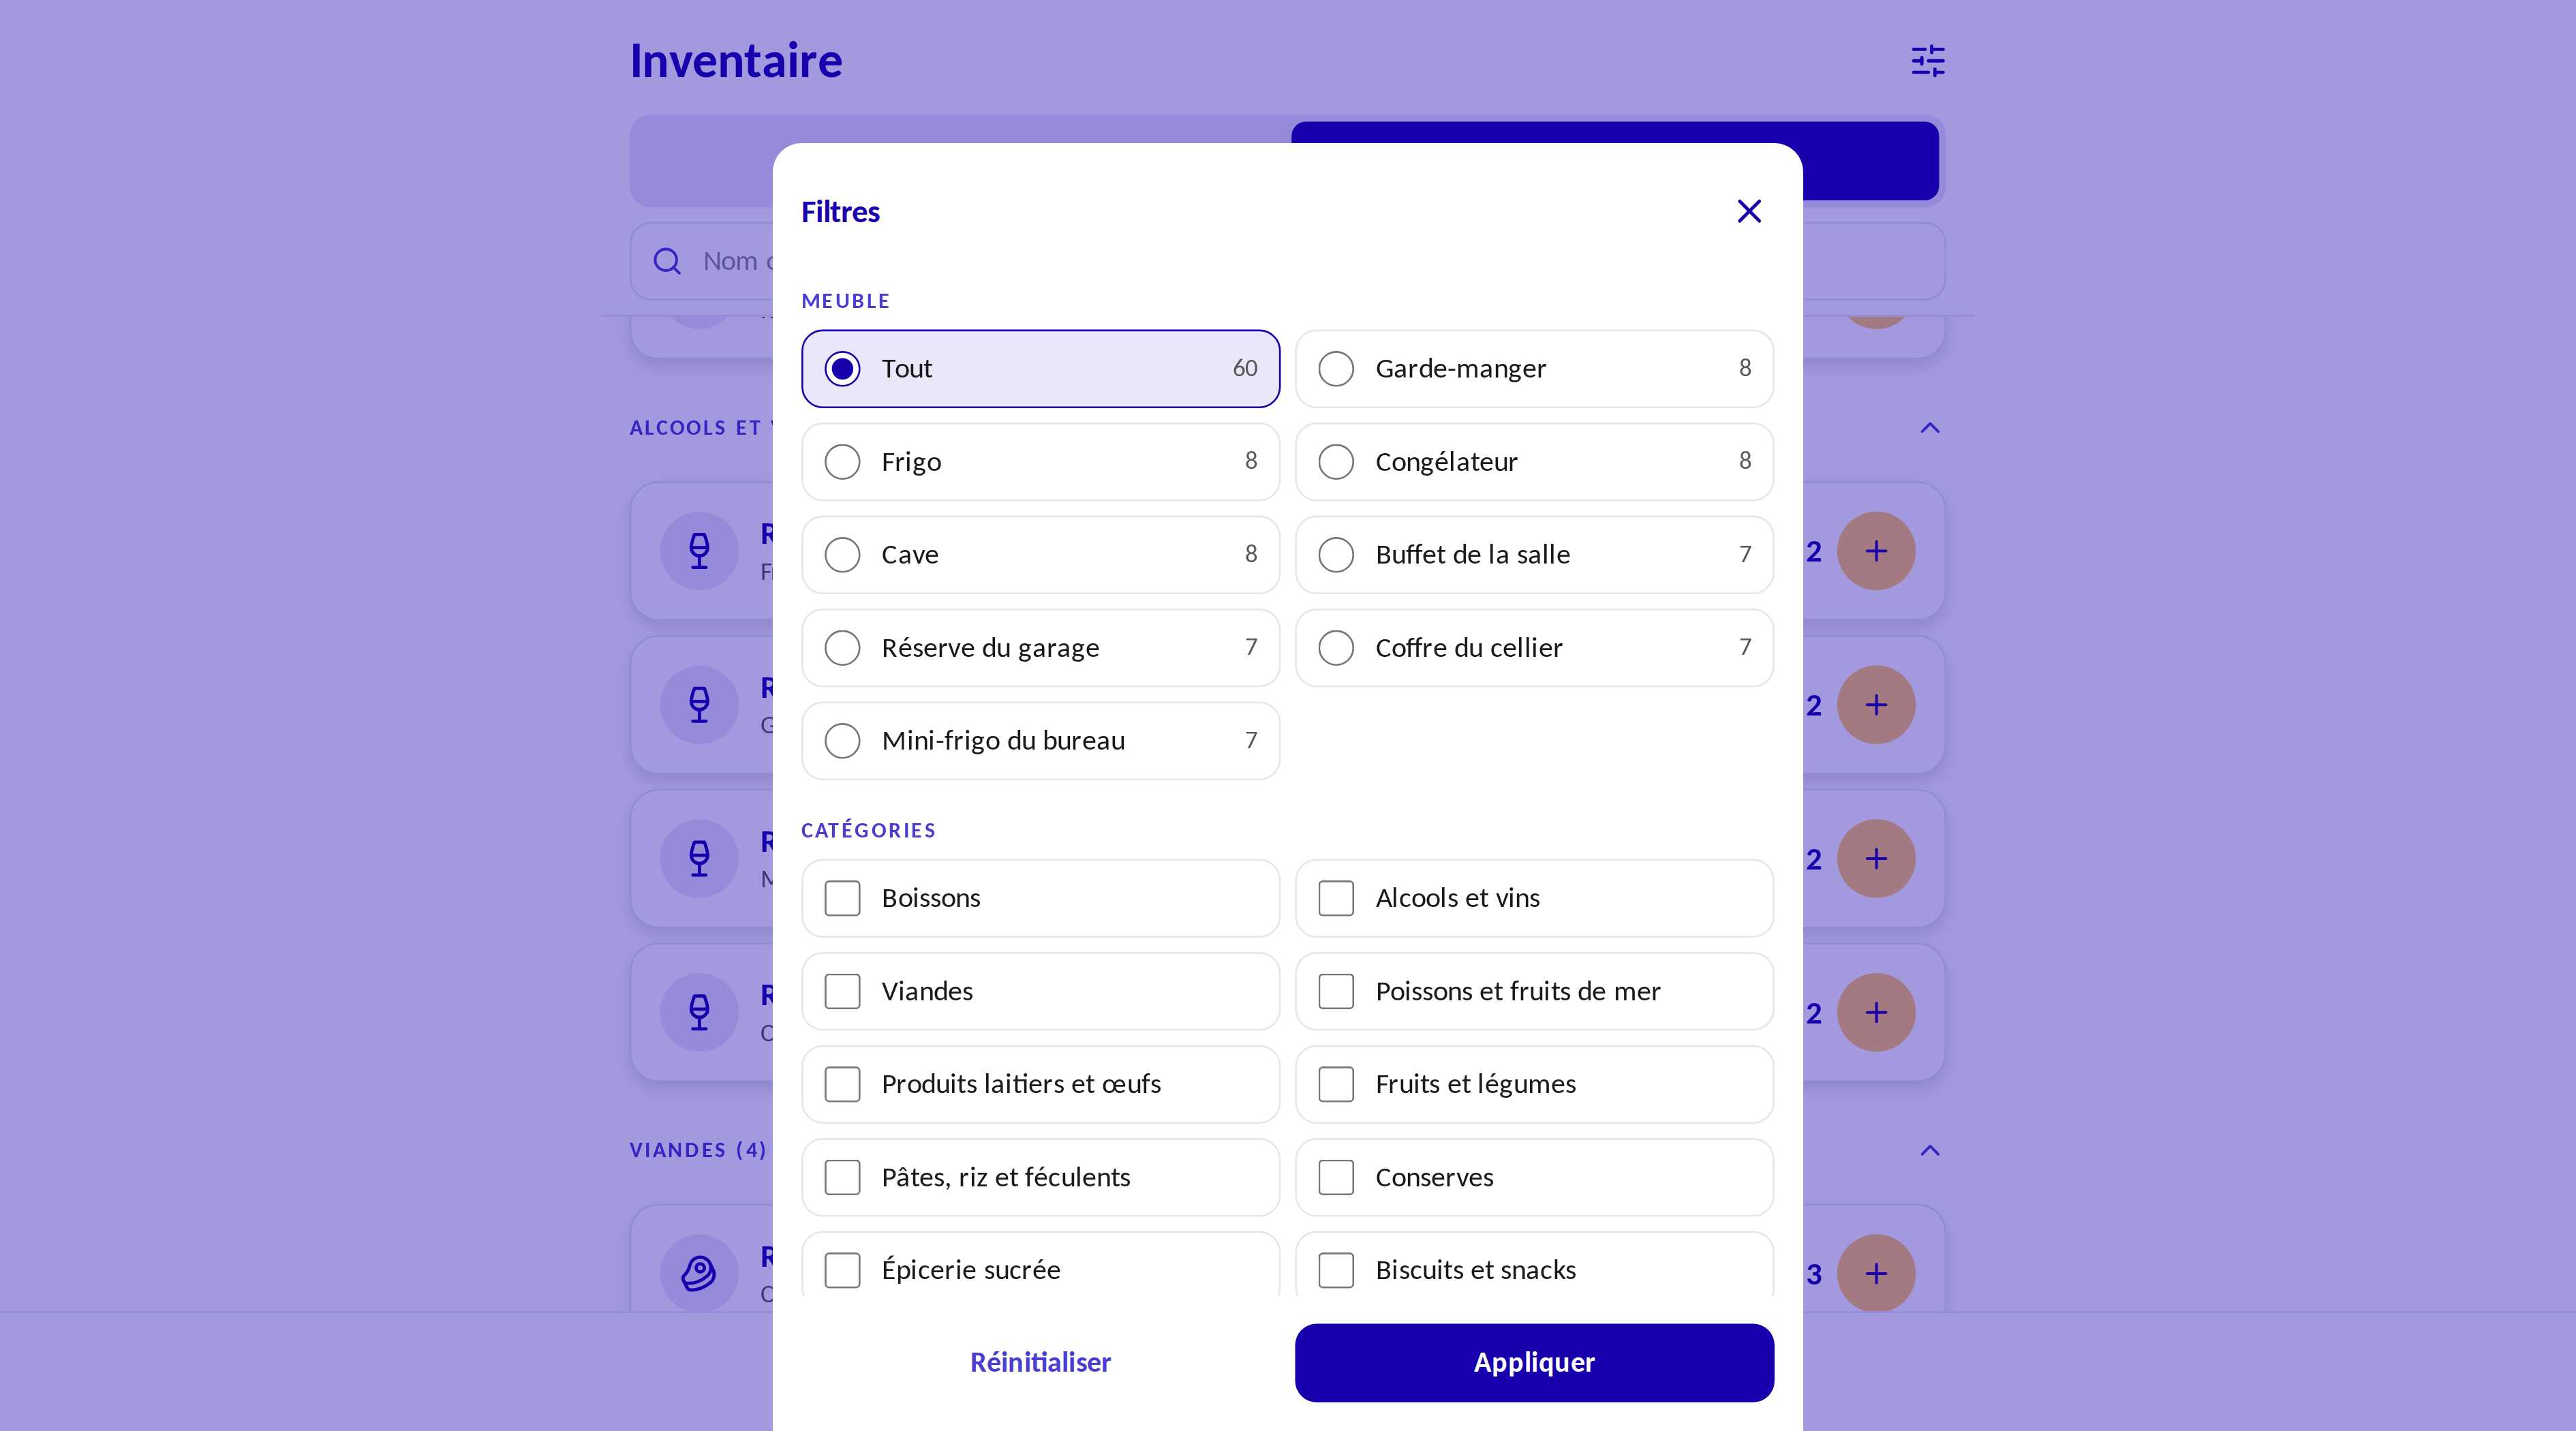 Inventaire
Nom
Filtres
MEUBLE
Tout 60
Garde-manger 8
Frigo 8
Congélateur 8
Cave 8
Buffet de la salle 7
Réserve du garage 7
Coffre du cellier 7
Mini-frigo du bureau 7
CATÉGORIES
Boissons
Alcools et vins
Viandes
Poissons et fruits de mer
Produits laitiers et œufs
Fruits et légumes
Pâtes, riz et féculents
Conserves
Épicerie sucrée
Biscuits et snacks
Réinitialiser
Appliquer
ALCOOLS ET
2
2
2
2
VIANDES (4)
3